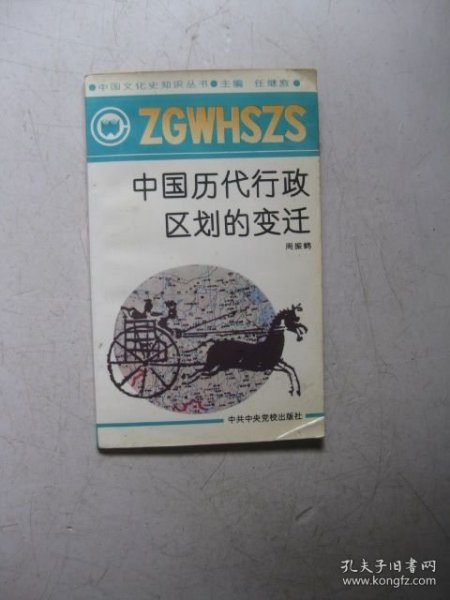 ●中国文化史知识丛书●主编 任继愈●
ZGWHSZS
中国历代行政
区划的变迁
周振鹤
中共中央党校出版社
孔夫子旧书网
www.kongfz.com